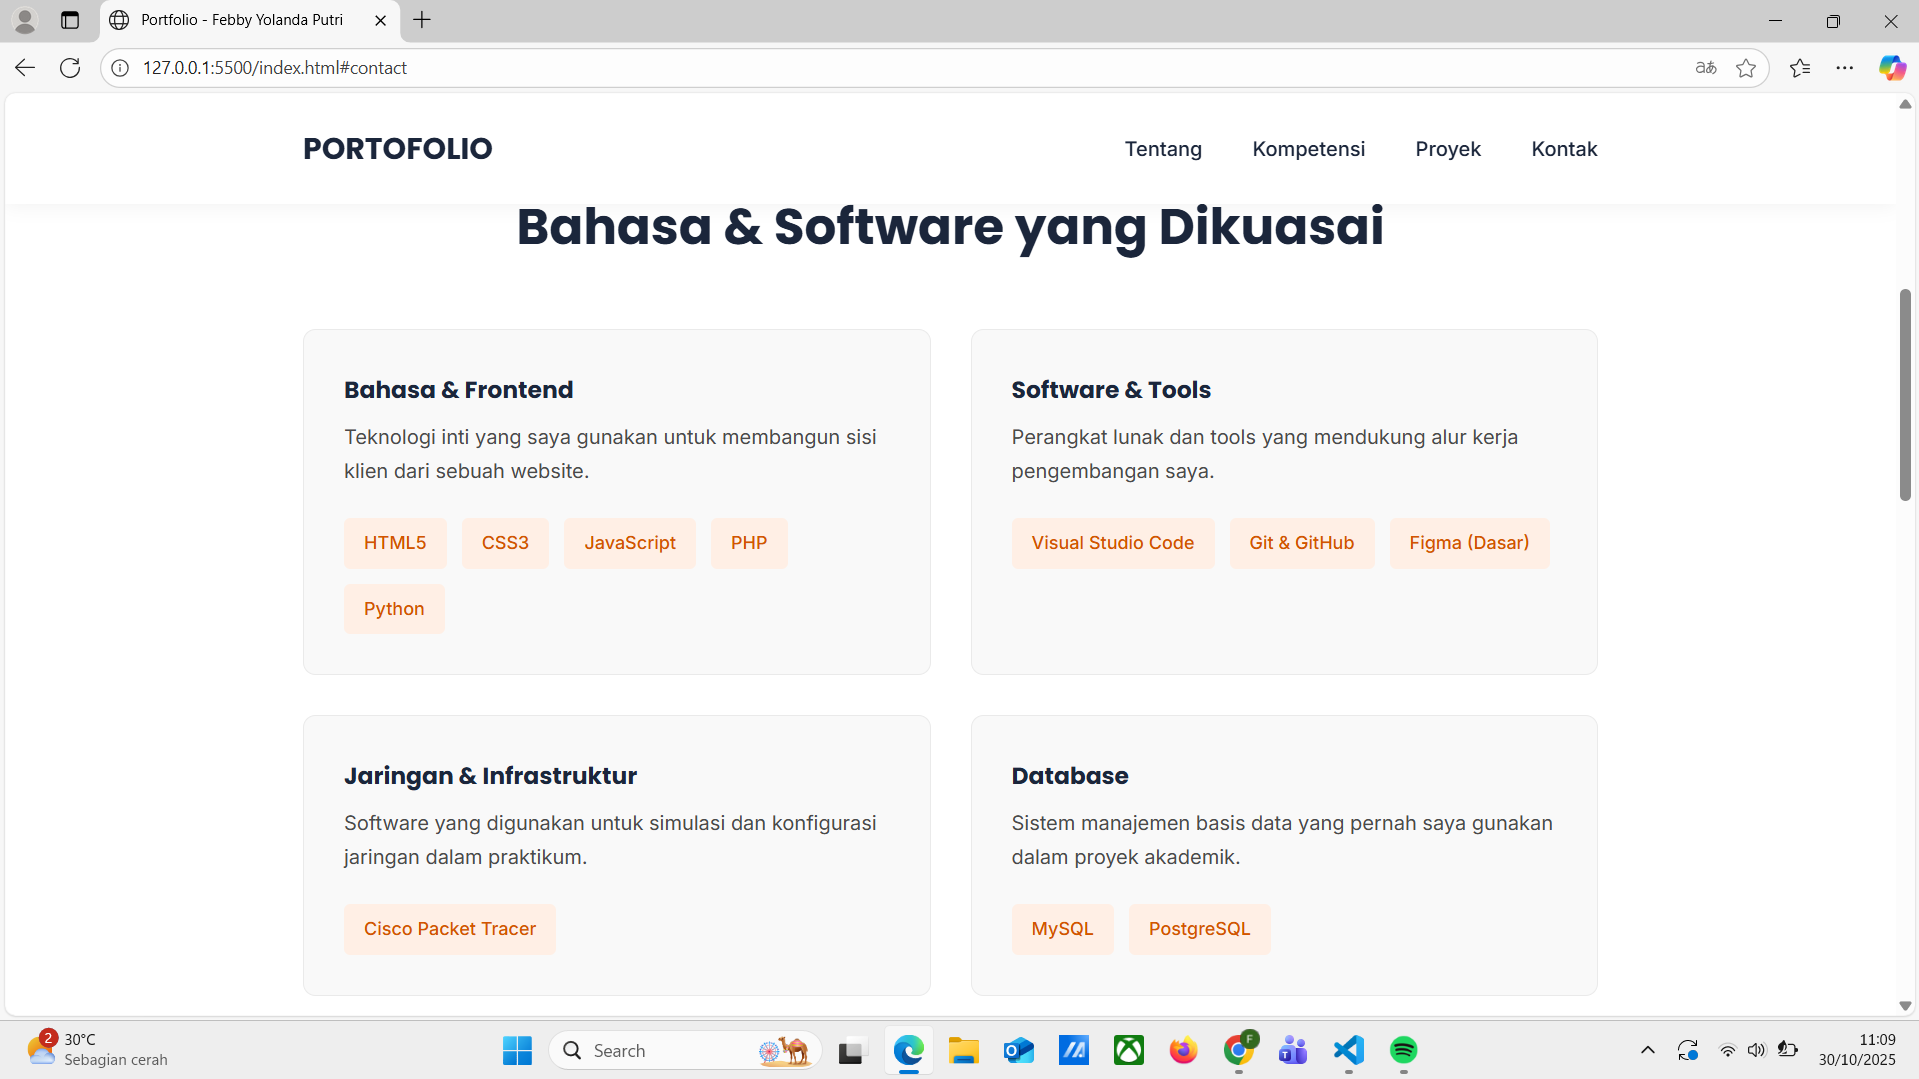 Portfolio - Febby Yolanda Putri
127.0.0.1:5500/index.html#contact
PORTOFOLIO
Tentang
Kompetensi
Proyek
Kontak
Bahasa & Software yang Dikuasai
Bahasa & Frontend
Teknologi inti yang saya gunakan untuk membangun sisi
klien dari sebuah website.
HTML5
CSS3
JavaScript
PHP
Python
Software & Tools
Perangkat lunak dan tools yang mendukung alur kerja
pengembangan saya.
Visual Studio Code
Git & GitHub
Figma (Dasar)
Jaringan & Infrastruktur
Software yang digunakan untuk simulasi dan konfigurasi
jaringan dalam praktikum.
Cisco Packet Tracer
Database
Sistem manajemen basis data yang pernah saya gunakan
dalam proyek akademik.
MySQL
PostgreSQL
2
30°C
Sebagian cerah
Search
F
11:09
30/10/2025